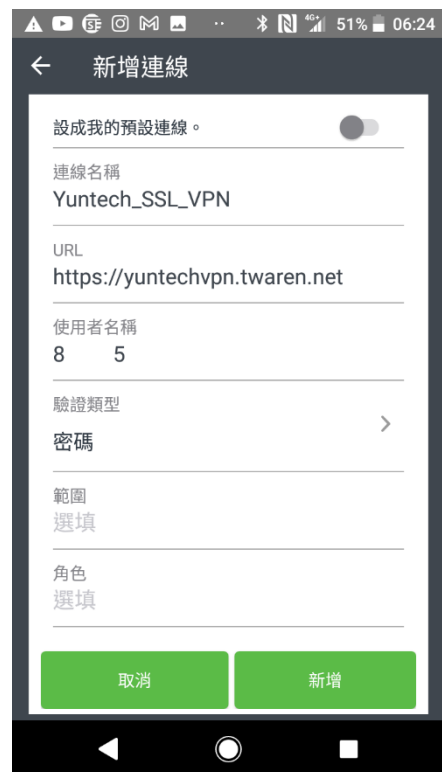 51% 06:24
新增連線
設成我的預設連線。
連線名稱
Yuntech_SSL_VPN
URL
https://yuntechvpn.twaren.net
使用者名稱
8 5
驗證類型
密碼
範圍
選填
角色
選填
取消 新增